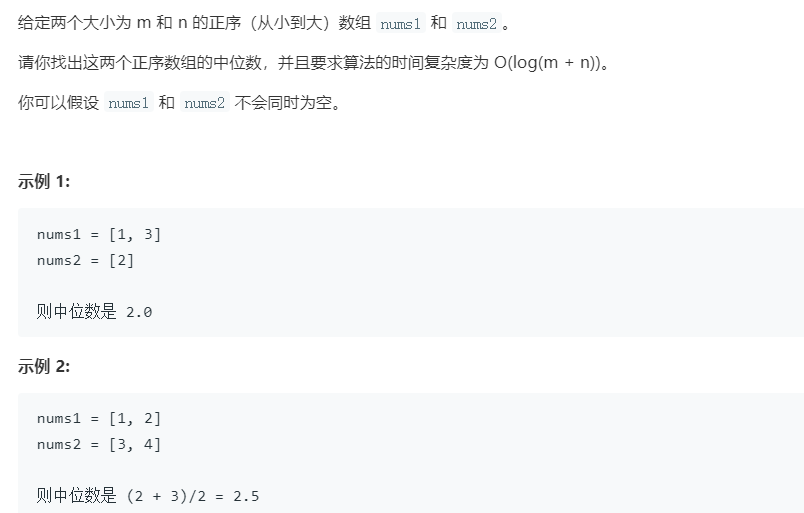 给定两个大小为 m 和 n 的正序（从小到大）数组 nums1 和 nums2。
请你找出这两个正序数组的中位数，并且要求算法的时间复杂度为 O(log(m + n))。
你可以假设 nums1 和 nums2 不会同时为空。
示例 1:
nums1 = [1, 3]
nums2 = [2]
则中位数是 2.0
示例 2:
nums1 = [1, 2]
nums2 = [3, 4]
则中位数是 (2 + 3)/2 = 2.5